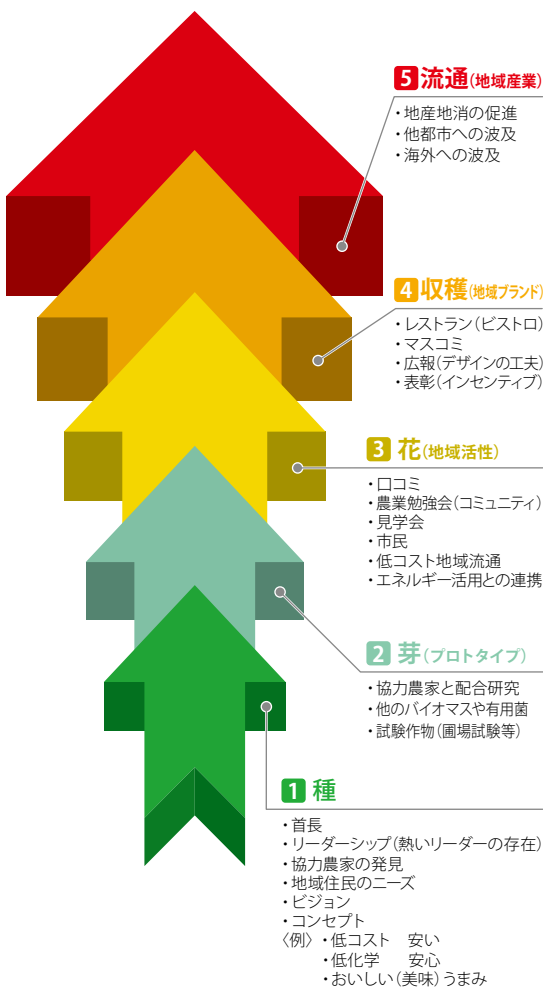 5 流通(地域産業)
・地産地消の促進
・他都市への波及
・海外への波及
4 収穫(地域ブランド)
・レストラン(ビストロ)
・マスコミ
・広報(デザインの工夫)
・表彰(インセンティブ)
3 花(地域活性)
・口コミ
・農業勉強会(コミュニティ)
・見学会
・市民
・低コスト地域流通
・エネルギー活用との連携
2 芽(プロトタイプ)
・協力農家と配合研究
・他のバイオマスや有用菌
・試験作物(圃場試験等)
1 種
・首長
・リーダーシップ(熱いリーダーの存在)
・協力農家の発見
・地域住民のニーズ
・ビジョン
・コンセプト
〈例〉・低コスト 安い
・低化学 安心
・おいしい(美味)うまみ